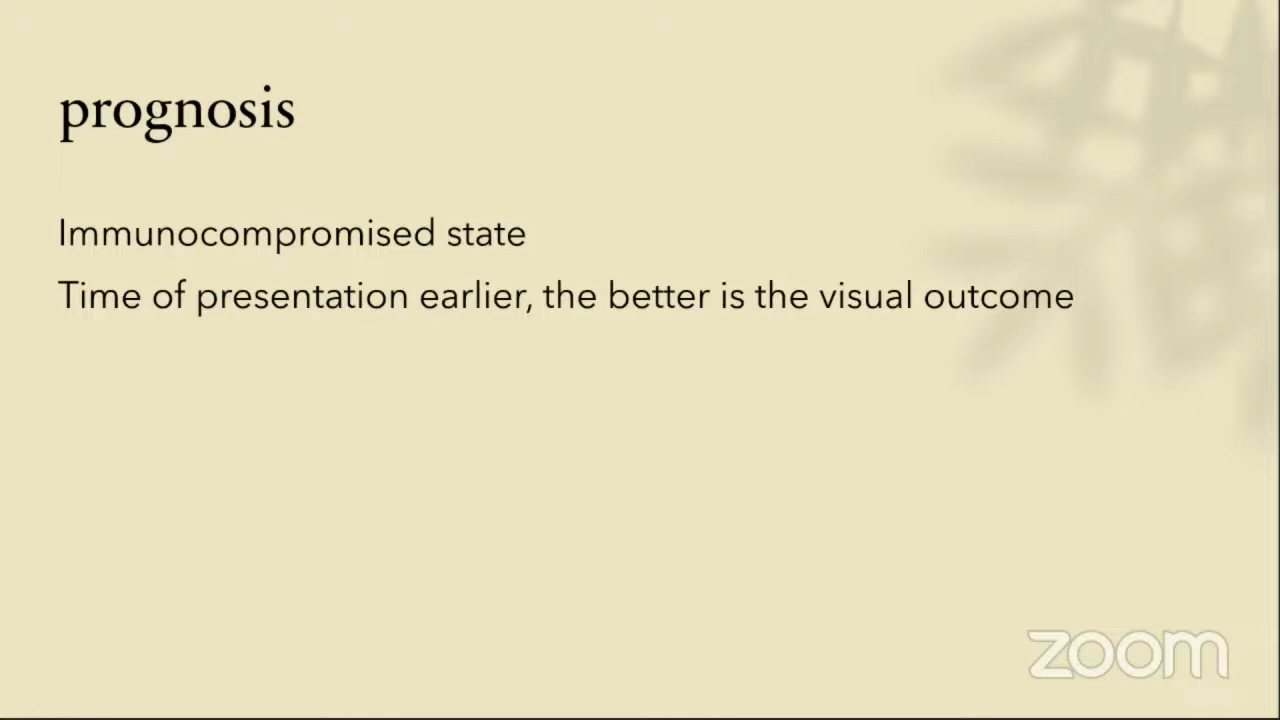 prognosis
Immunocompromised state
Time of presentation earlier, the better is the visual outcome
zoom